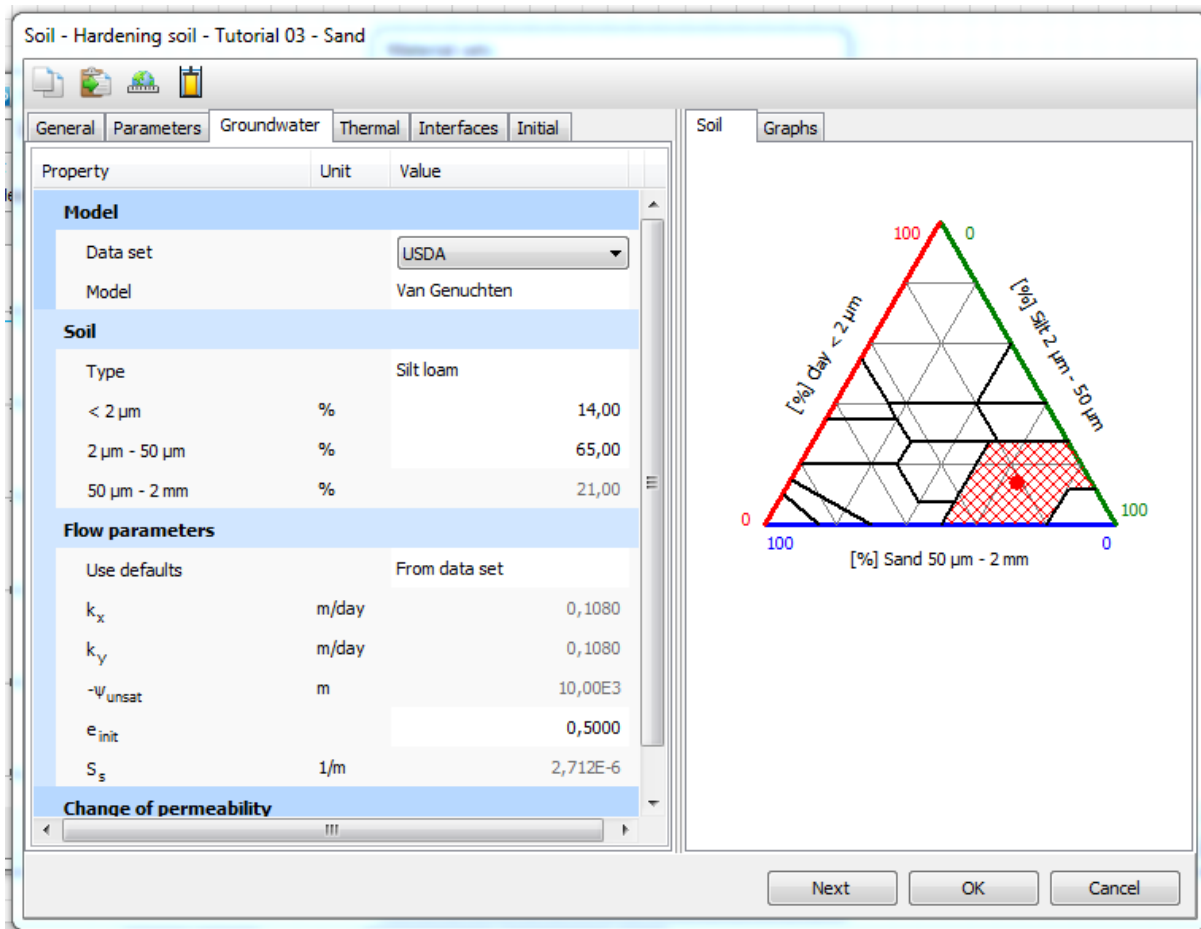 Soil - Hardening soil - Tutorial 03 - Sand
General Parameters Groundwater Thermal Interfaces Initial
Property Unit Value
Model
Data set USDA
Model Van Genuchten
Soil
Type Silt loam
< 2 µm % 14,00
2 µm - 50 µm % 65,00
50 µm - 2 mm % 21,00
Flow parameters
Use defaults From data set
kx m/day 0,1080
ky m/day 0,1080
-ψunsat m 10,00E3
einit 0,5000
Ss 1/m 2,712E-6
Change of permeability
Soil Graphs
100 0
[%] Clay < 2 µm
[%] Silt 2 µm - 50 µm
0 100
100 0
[%] Sand 50 µm - 2 mm
Next OK Cancel